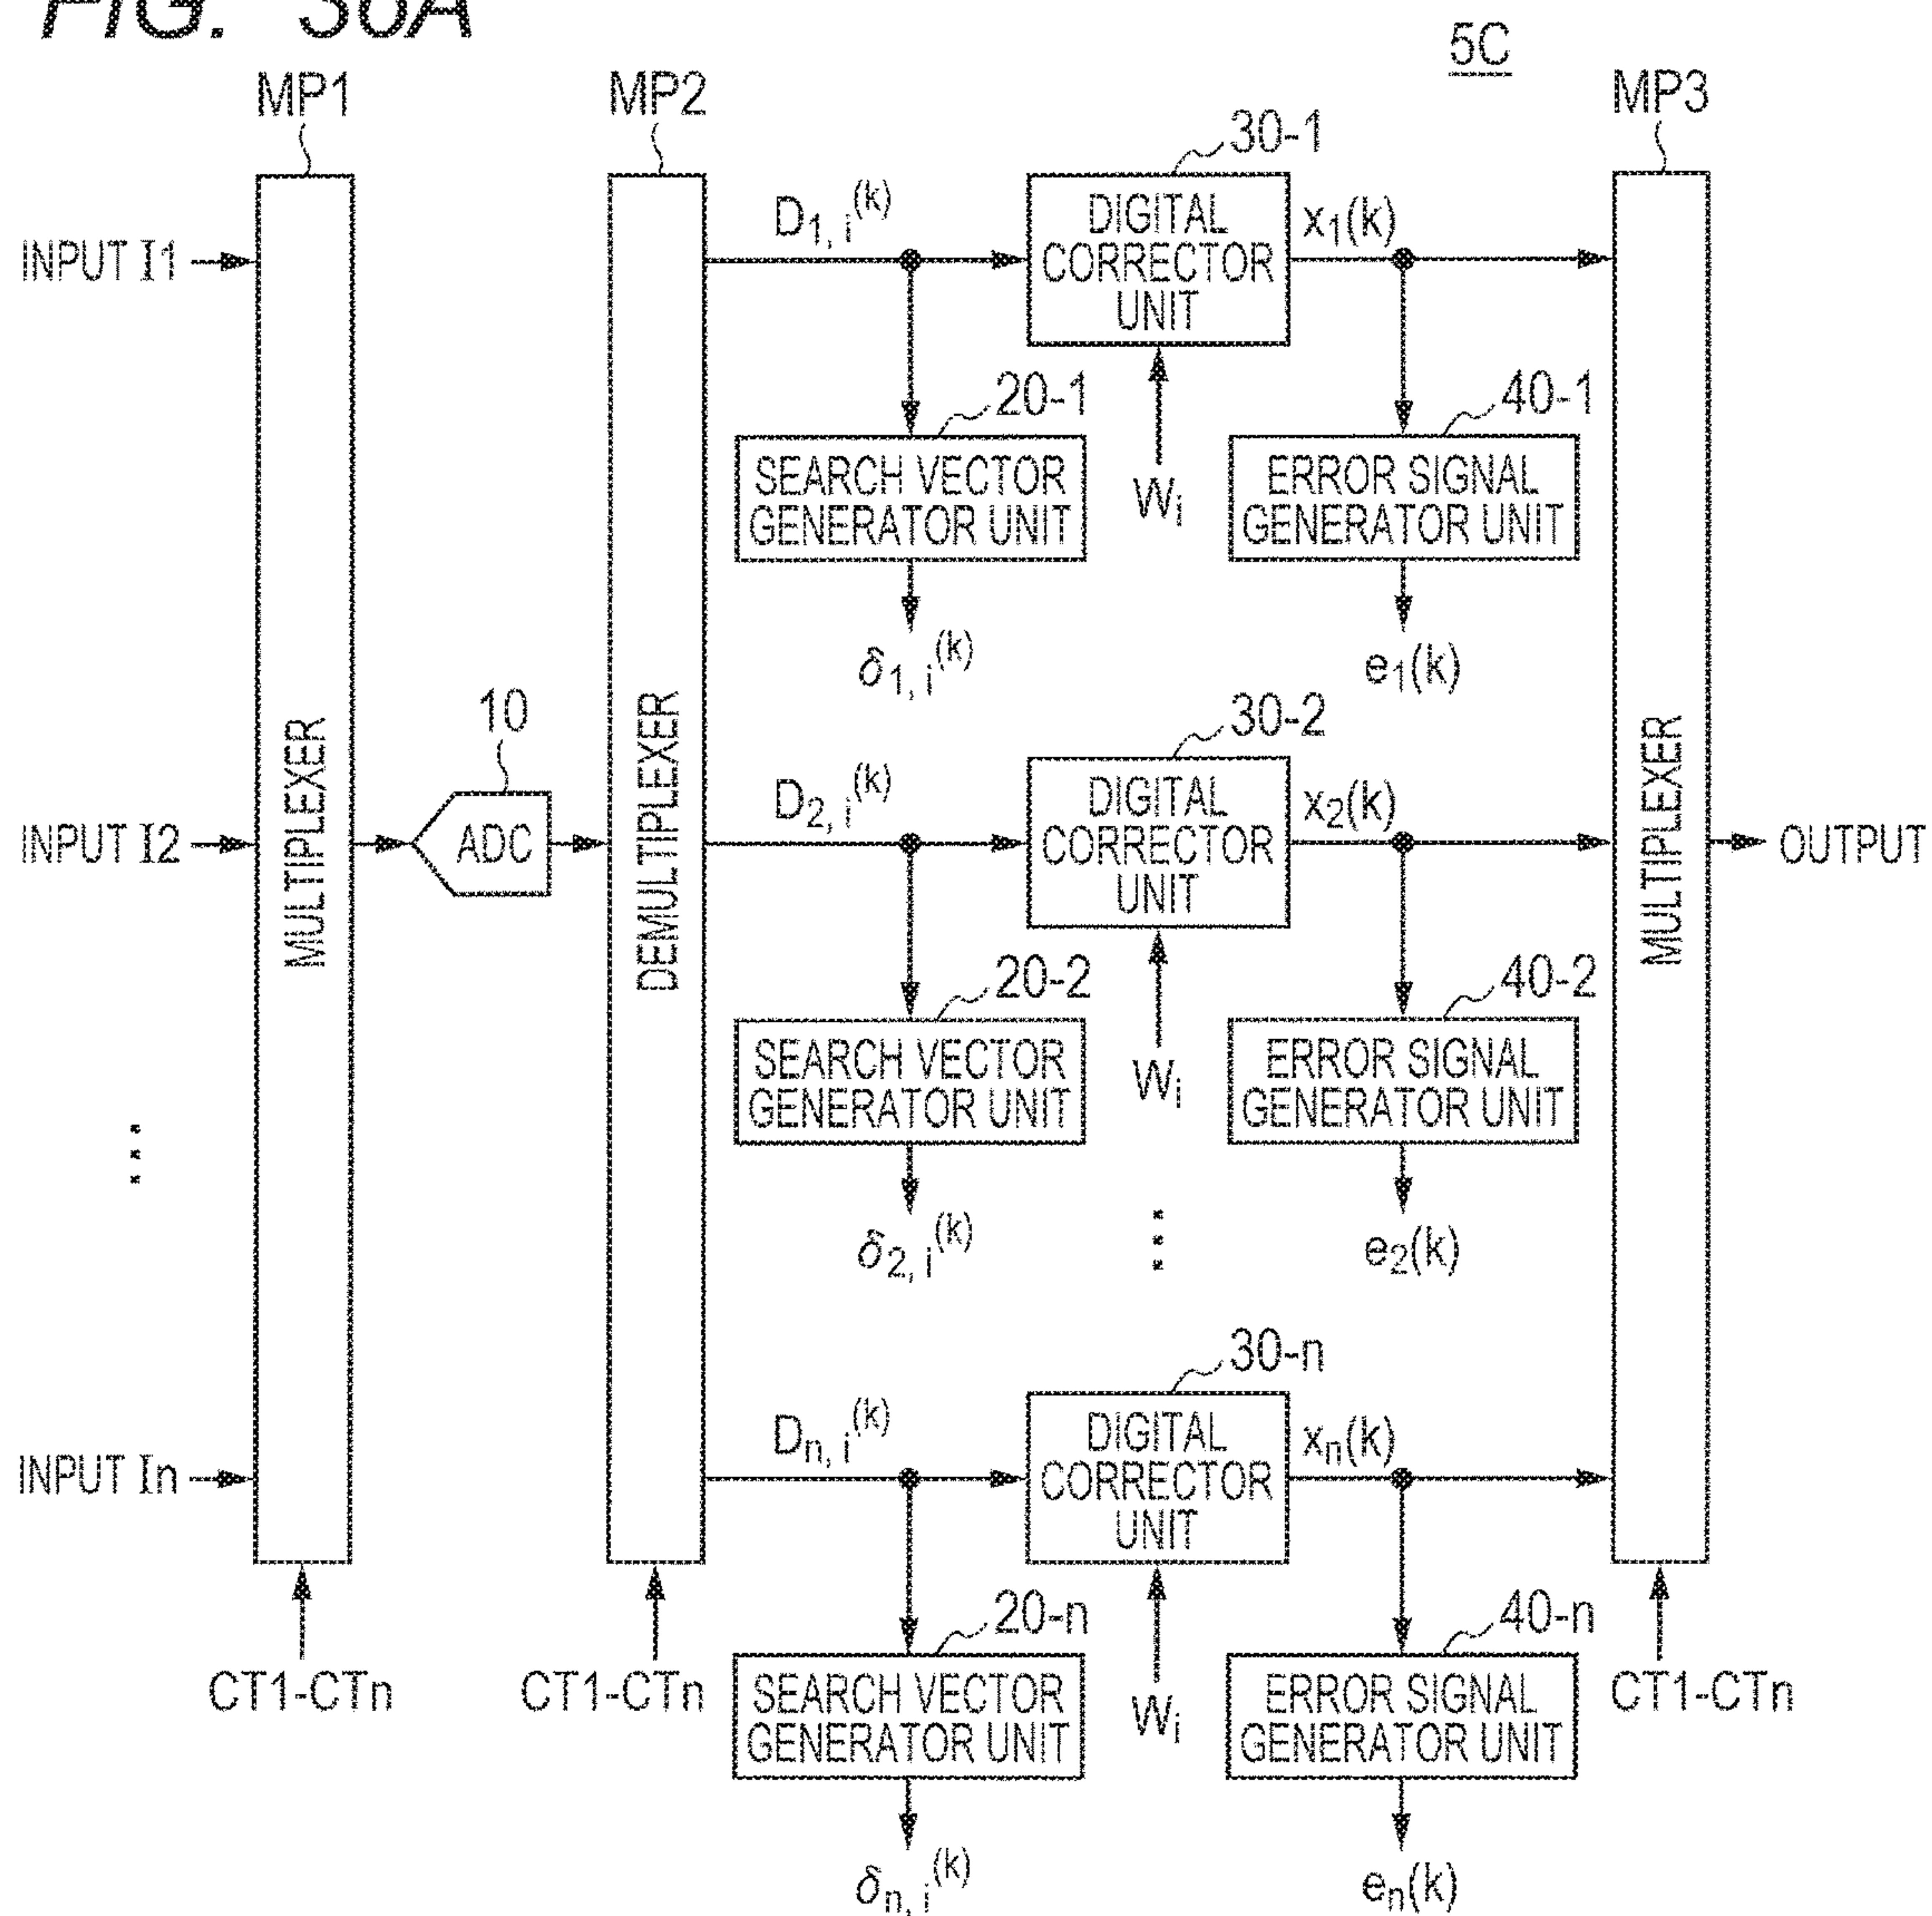 FIG. 36A
5C
MP1
MP2
MP3
30-1
INPUT I1
D1, i(k)
DIGITAL
CORRECTOR
UNIT
x1(k)
20-1
40-1
SEARCH VECTOR
GENERATOR UNIT
Wi
ERROR SIGNAL
GENERATOR UNIT
δ1, i(k)
e1(k)
MULTIPLEXER
10
DEMULTIPLEXER
30-2
MULTIPLEXER
INPUT I2
ADC
D2, i(k)
DIGITAL
CORRECTOR
UNIT
x2(k)
OUTPUT
20-2
40-2
SEARCH VECTOR
GENERATOR UNIT
Wi
ERROR SIGNAL
GENERATOR UNIT
δ2, i(k)
e2(k)
30-n
INPUT In
Dn, i(k)
DIGITAL
CORRECTOR
UNIT
xn(k)
20-n
40-n
CT1-CTn
CT1-CTn
SEARCH VECTOR
GENERATOR UNIT
Wi
ERROR SIGNAL
GENERATOR UNIT
CT1-CTn
δn, i(k)
en(k)